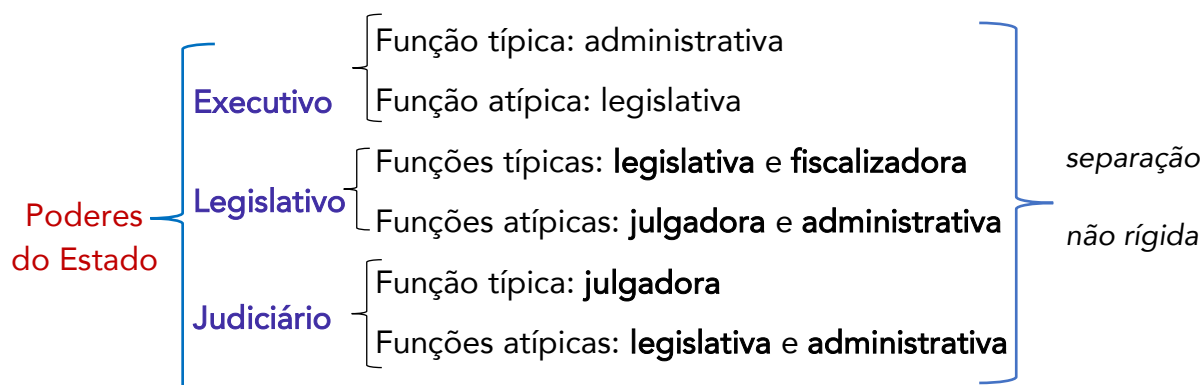 Função típica: administrativa
Executivo
Função atípica: legislativa
Funções típicas: legislativa e fiscalizadora
separação
Legislativo
Poderes
do Estado
Funções atípicas: julgadora e administrativa
não rígida
Função típica: julgadora
Judiciário
Funções atípicas: legislativa e administrativa